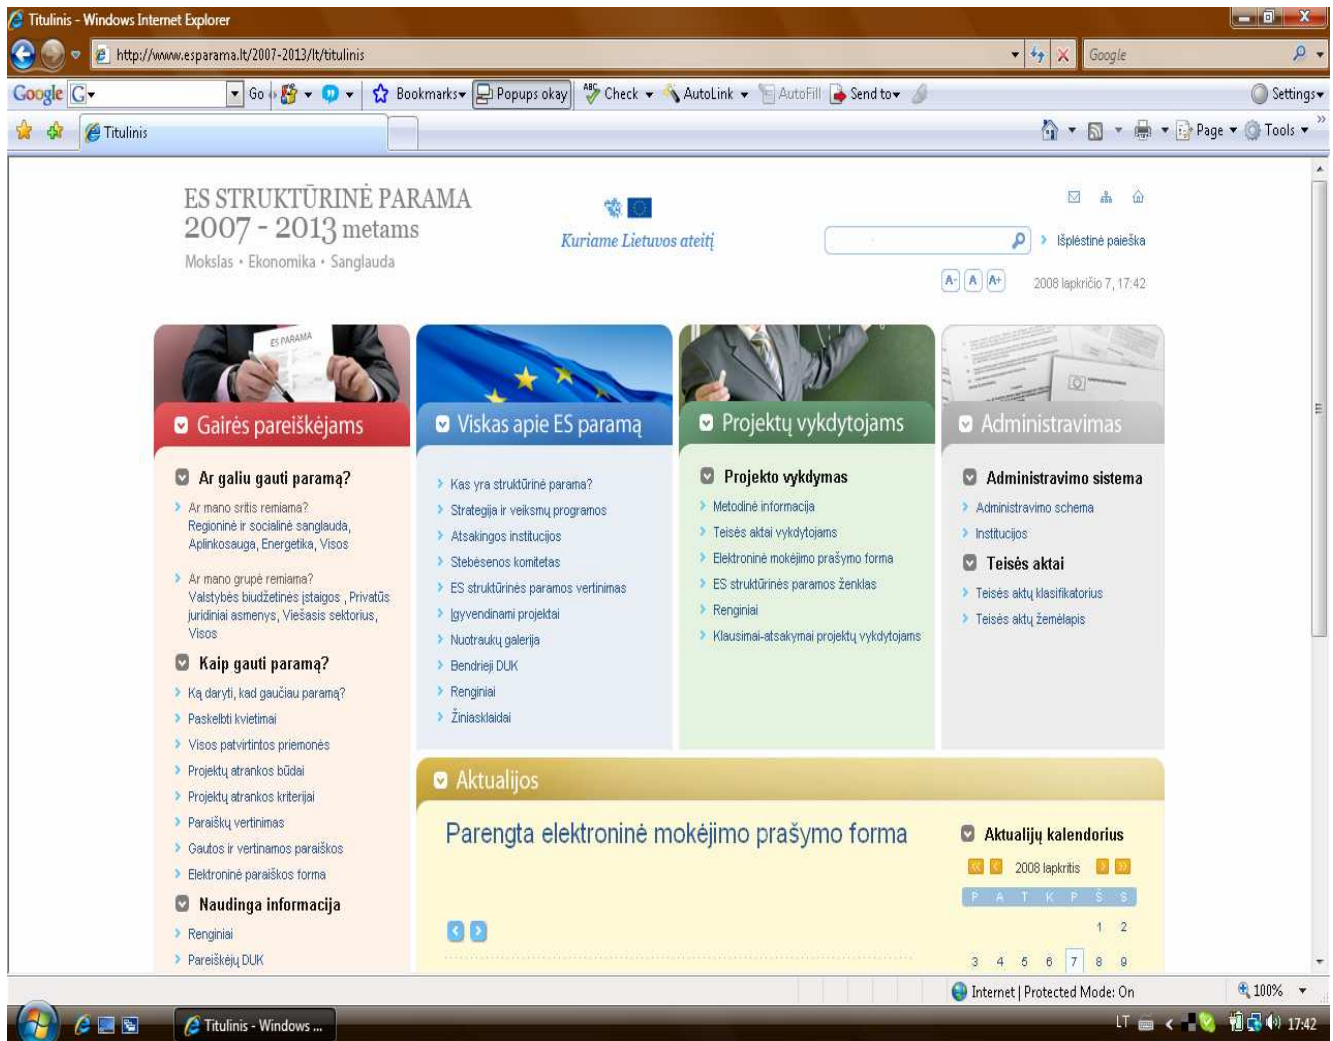 Titulinis - Windows Internet Explorer
http://www.esparama.lt/2007-2013/lt/titulinis
Google
Google G Go Bookmarks Popups okay ABC Check AutoLink AutoFill Send to Settings
Titulinis
Page Tools
ES STRUKTŪRINĖ PARAMA
2007 - 2013 metams
Mokslas • Ekonomika • Sanglauda
Kuriame Lietuvos ateitį
Išplėstinė paieška
A- A A+
2008 lapkričio 7, 17:42
ES PARAMA
Gairės pareiškėjams
Ar galiu gauti paramą?
Ar mano sritis remiama?
Regioninė ir socialinė sanglauda,
Aplinkosauga, Energetika, Visos
Ar mano grupė remiama?
Valstybės biudžetinės įstaigos , Privatūs
juridiniai asmenys, Viešasis sektorius,
Visos
Kaip gauti paramą?
Ką daryti, kad gaučiau paramą?
Paskelbti kvietimai
Visos patvirtintos priemonės
Projektų atrankos būdai
Projektų atrankos kriterijai
Paraiškų vertinimas
Gautos ir vertinamos paraiškos
Elektroninė paraiškos forma
Naudinga informacija
Renginiai
Pareiškėjų DUK
Viskas apie ES paramą
Kas yra struktūrinė parama?
Strategija ir veiksmų programos
Atsakingos institucijos
Stebėsenos komitetas
ES struktūrinės paramos vertinimas
Įgyvendinami projektai
Nuotraukų galerija
Bendrieji DUK
Renginiai
Žiniasklaidai
Projektų vykdytojams
Projekto vykdymas
Metodinė informacija
Teisės aktai vykdytojams
Elektroninė mokėjimo prašymo forma
ES struktūrinės paramos ženklas
Renginiai
Klausimai-atsakymai projektų vykdytojams
Administravimas
Administravimo sistema
Administravimo schema
Institucijos
Teisės aktai
Teisės aktų klasifikatorius
Teisės aktų žemėlapis
Aktualijos
Parengta elektroninė mokėjimo prašymo forma
Aktualijų kalendorius
2008 lapkritis
P A T K P Š S
1 2
3 4 5 6 7 8 9
Internet | Protected Mode: On
100%
Titulinis - Windows ...
LT
17:42